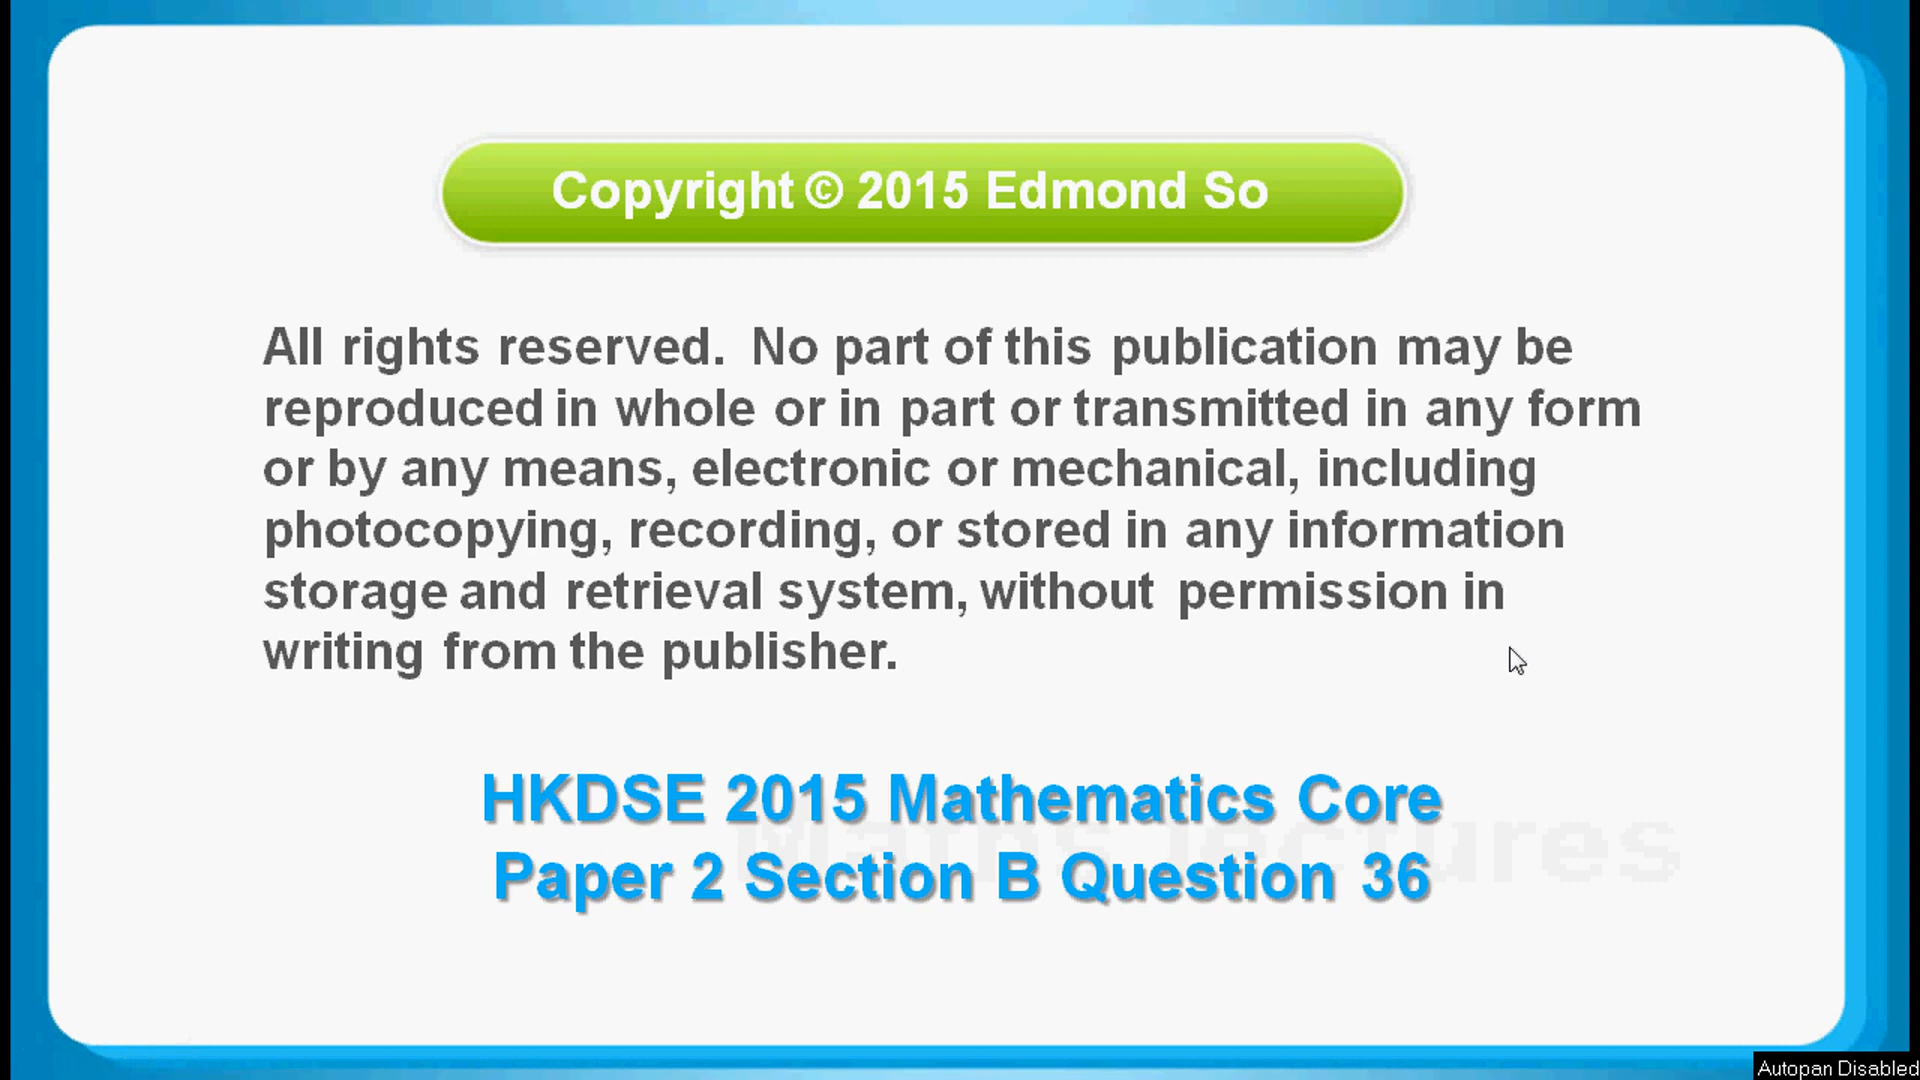 Copyright © 2015 Edmond So
All rights reserved. No part of this publication may be
reproduced in whole or in part or transmitted in any form
or by any means, electronic or mechanical, including
photocopying, recording, or stored in any information
storage and retrieval system, without permission in
writing from the publisher.
HKDSE 2015 Mathematics Core
Maths lectures
Paper 2 Section B Question 36
Autopan Disabled